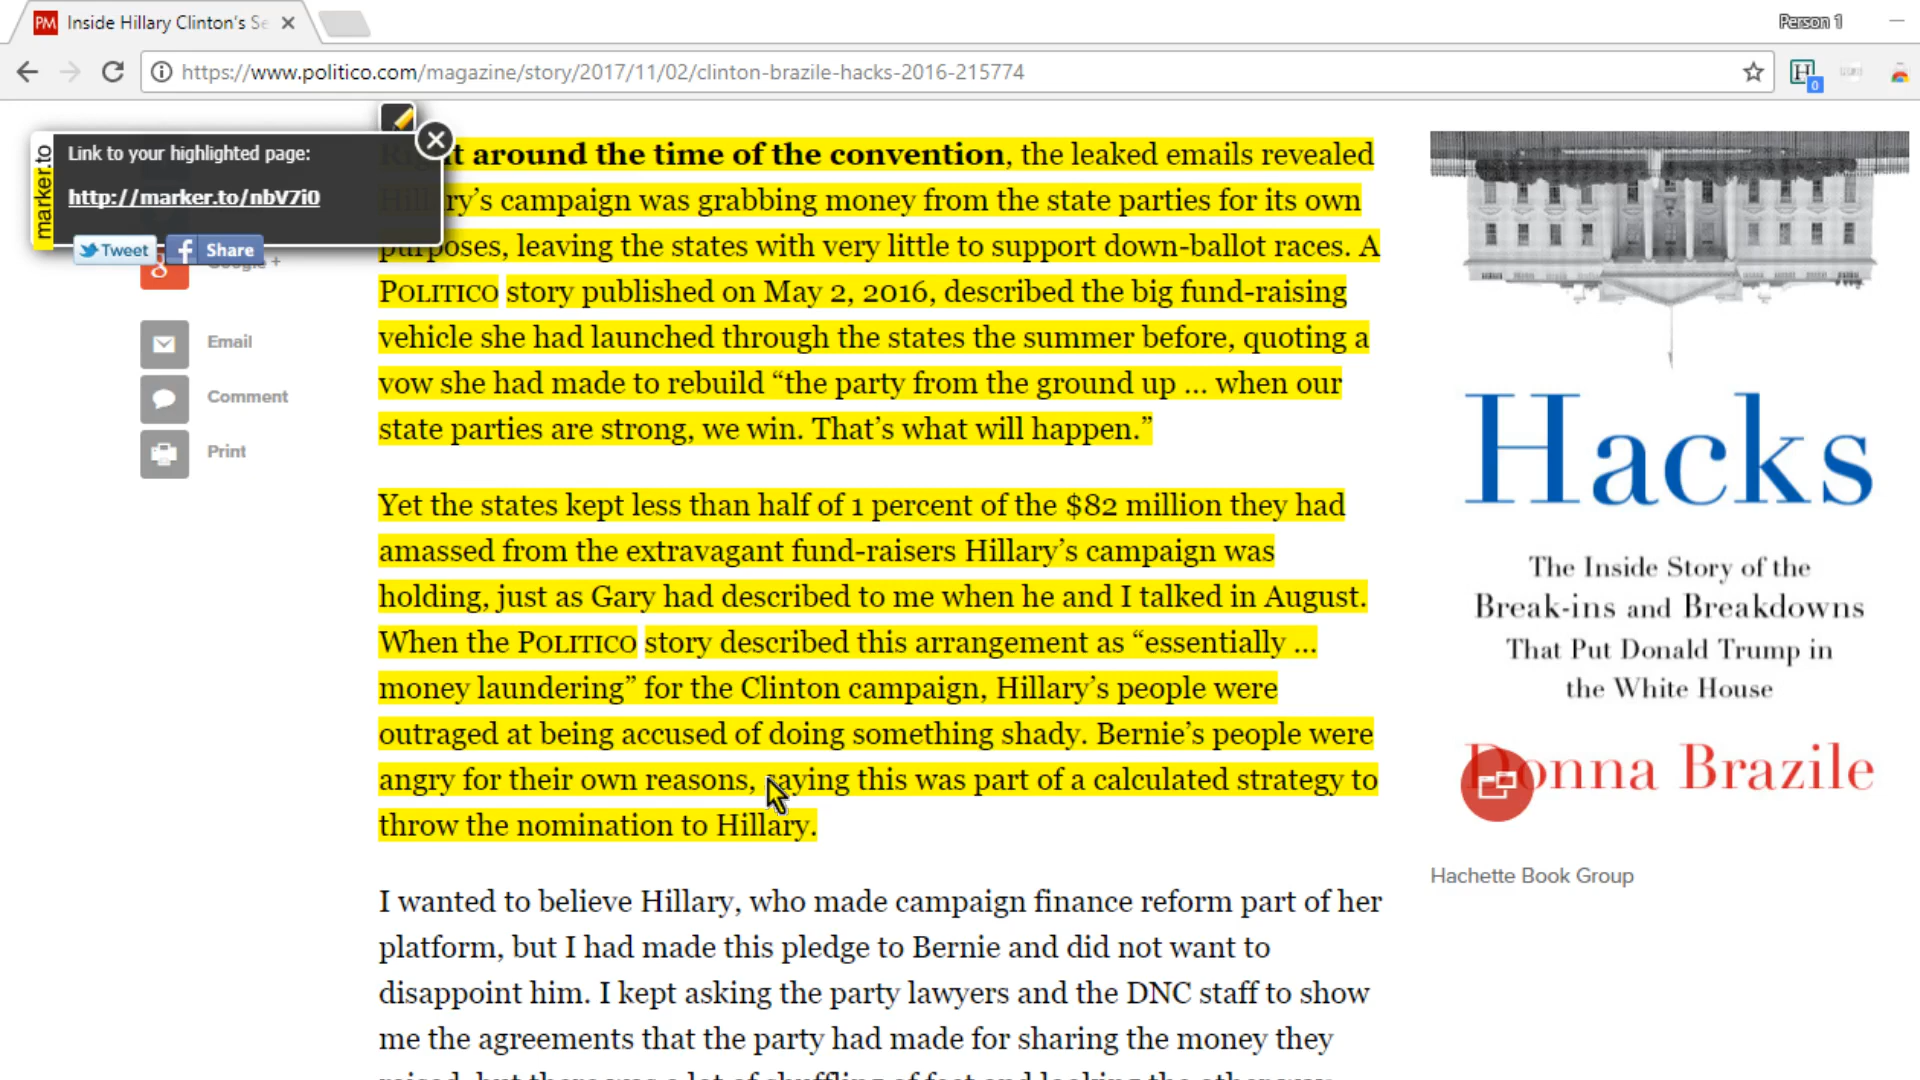 PM Inside Hillary Clinton's Se
Person 1
https://www.politico.com/magazine/story/2017/11/02/clinton-brazile-hacks-2016-215774
H
0
marker.to
Link to your highlighted page:
http://marker.to/nbV7i0
Tweet
f Share
g Google +
Email
Comment
Print
Right around the time of the convention, the leaked emails revealed
Hillary’s campaign was grabbing money from the state parties for its own
purposes, leaving the states with very little to support down-ballot races. A
POLITICO story published on May 2, 2016, described the big fund-raising
vehicle she had launched through the states the summer before, quoting a
vow she had made to rebuild “the party from the ground up … when our
state parties are strong, we win. That’s what will happen.”
Yet the states kept less than half of 1 percent of the $82 million they had
amassed from the extravagant fund-raisers Hillary’s campaign was
holding, just as Gary had described to me when he and I talked in August.
When the POLITICO story described this arrangement as “essentially …
money laundering” for the Clinton campaign, Hillary’s people were
outraged at being accused of doing something shady. Bernie’s people were
angry for their own reasons, saying this was part of a calculated strategy to
throw the nomination to Hillary.
I wanted to believe Hillary, who made campaign finance reform part of her
platform, but I had made this pledge to Bernie and did not want to
disappoint him. I kept asking the party lawyers and the DNC staff to show
me the agreements that the party had made for sharing the money they
Hacks
The Inside Story of the
Break-ins and Breakdowns
That Put Donald Trump in
the White House
Donna Brazile
Hachette Book Group